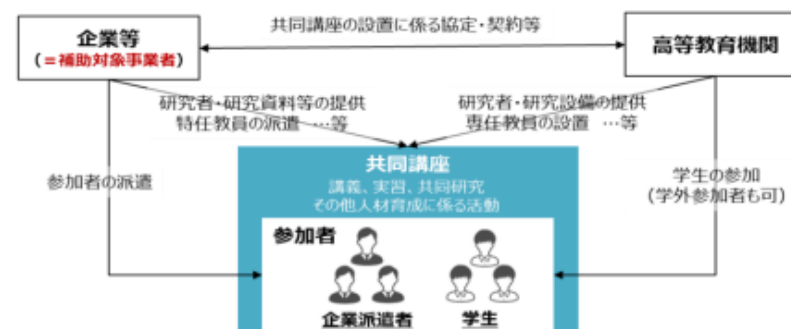 共同講座の設置に係る協定・契約等
企業等
(=補助対象事業者)
高等教育機関
研究者・研究資料等の提供
特任教員の派遣 …等
研究者・研究設備の提供
専任教員の設置 …等
参加者の派遣
学生の参加
(学外参加者も可)
共同講座
講義、実習、共同研究
その他人材育成に係る活動
参加者
企業派遣者
学生